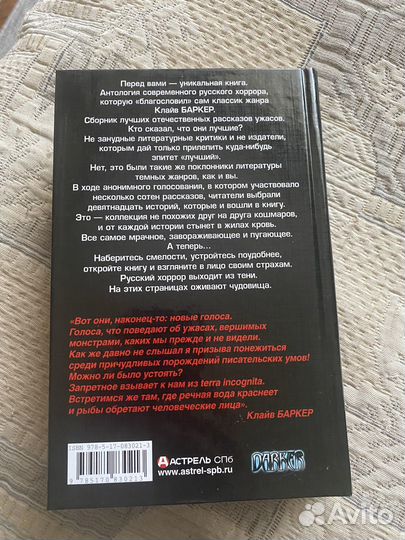 Перед вами — уникальная книга.
Антология современного русского хоррора,
которую «благословил» сам классик жанра
Клайв БАРКЕР.
Сборник лучших отечественных рассказов ужасов.
Кто сказал, что они лучшие?
Не занудные литературные критики и не издатели,
которым дай только прилепить куда-нибудь
эпитет «лучший».
Нет, это были такие же поклонники литературы
темных жанров, как и вы.
В ходе анонимного голосования, в котором участвовало
несколько сотен рассказов, читатели выбрали
девятнадцать историй, которые и вошли в книгу.
Это — коллекция не похожих друг на друга кошмаров,
и от каждой истории стынет в жилах кровь.
Все самое мрачное, завораживающее и пугающее.
А теперь...
Наберитесь смелости, устройтесь поудобнее,
откройте книгу и взгляните в лицо своим страхам.
Русский хоррор выходит из тени.
На этих страницах оживают чудовища.
«Вот они, наконец-то: новые голоса.
Голоса, что поведают об ужасах, вершимых
монстрами, каких мы прежде и не видели.
Как же давно не слышал я призыва понежиться
среди причудливых порождений писательских умов!
Можно ли было устоять?
Запретное взывает к нам из terra incognita.
Встретимся же там, где речная вода краснеет
и рыбы обретают человеческие лица».
Клайв БАРКЕР
ISBN 978-5-17-083021-3
9785170830213
АСТРЕЛЬ СПб
www.astrel-spb.ru
DARKER
Avito